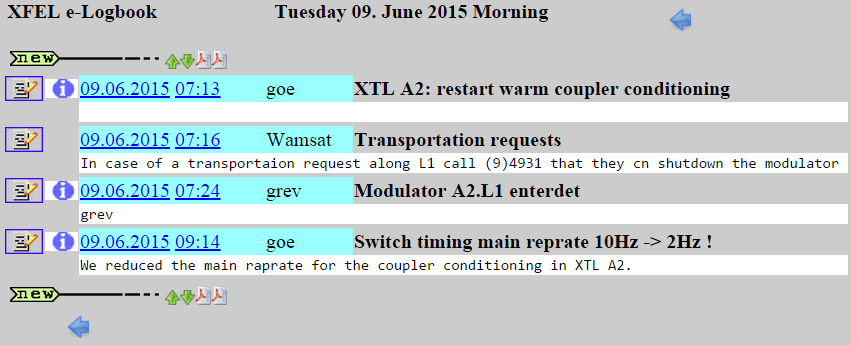 XFEL e-Logbook Tuesday 09. June 2015 Morning
new
i 09.06.2015 07:13 goe XTL A2: restart warm coupler conditioning
09.06.2015 07:16 Wamsat Transportation requests
In case of a transportaion request along L1 call (9)4931 that they cn shutdown the modulator
i 09.06.2015 07:24 grev Modulator A2.L1 enterdet
grev
i 09.06.2015 09:14 goe Switch timing main reprate 10Hz -> 2Hz !
We reduced the main raprate for the coupler conditioning in XTL A2.
new